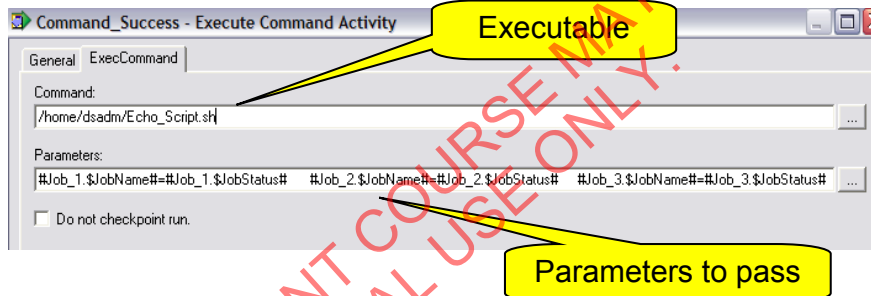 Command_Success - Execute Command Activity
Executable
General ExecCommand
Command:
/home/dsadm/Echo_Script.sh
...
Parameters:
#Job_1.$JobName#=#Job_1.$JobStatus# #Job_2.$JobName#=#Job_2.$JobStatus# #Job_3.$JobName#=#Job_3.$JobStatus#
...
Do not checkpoint run.
Parameters to pass